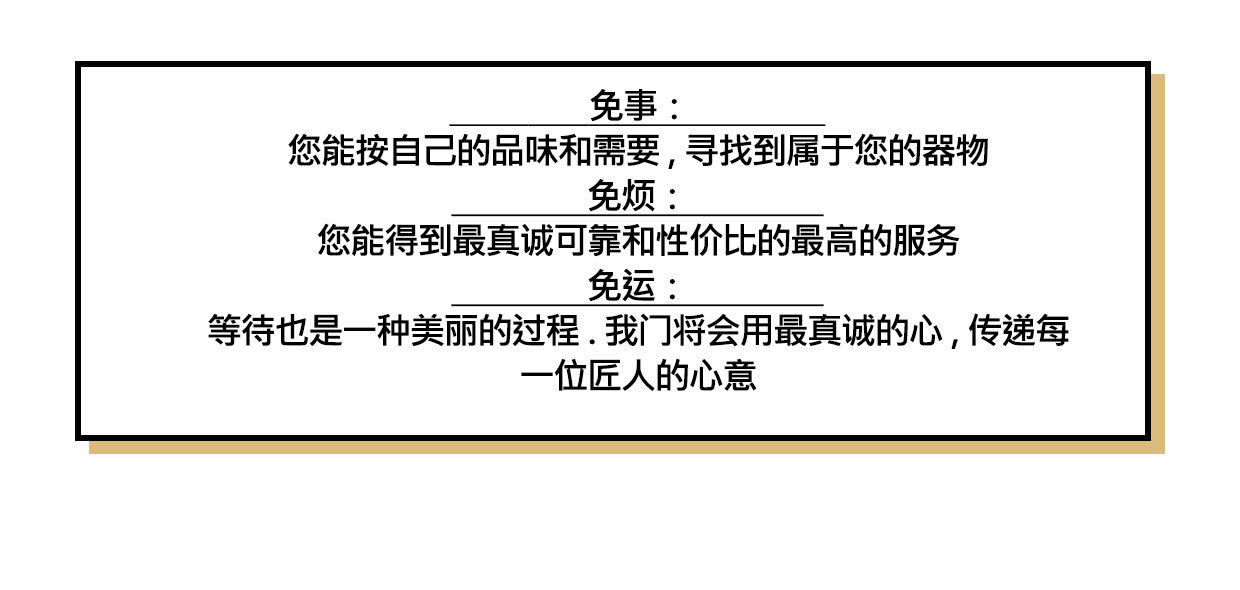 免事：
您能按自己的品味和需要 , 寻找到属于您的器物
免烦：
您能得到最真诚可靠和性价比的最高的服务
免运：
等待也是一种美丽的过程 . 我门将会用最真诚的心 , 传递每
一位匠人的心意